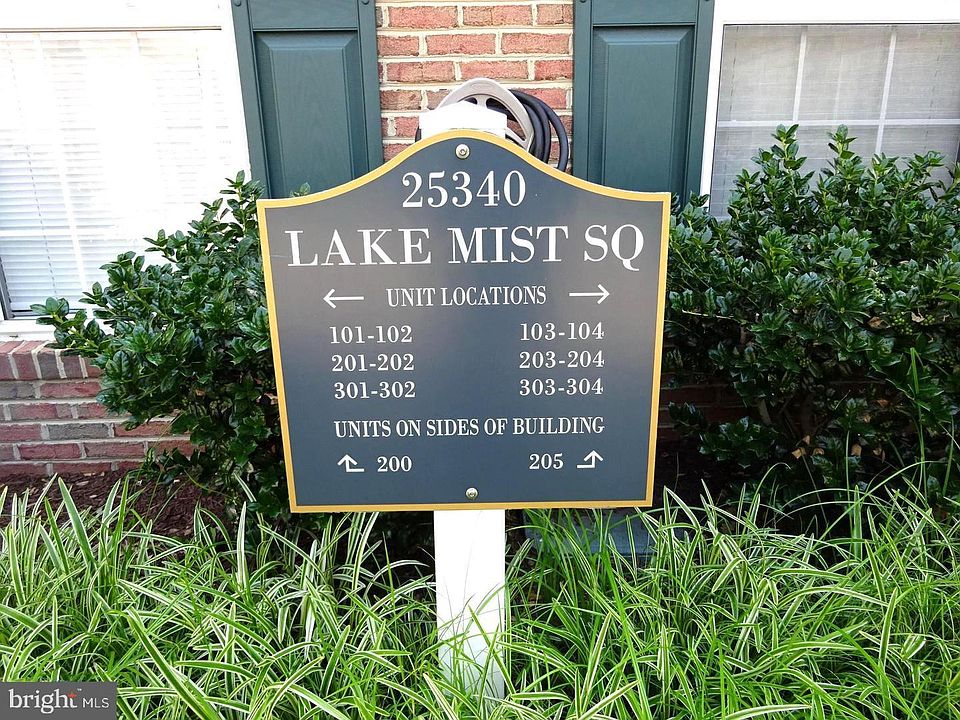 25340
LAKE MIST SQ
← UNIT LOCATIONS →
101-102 103-104
201-202 203-204
301-302 303-304
UNITS ON SIDES OF BUILDING
↰ 200 205 ↱
bright MLS